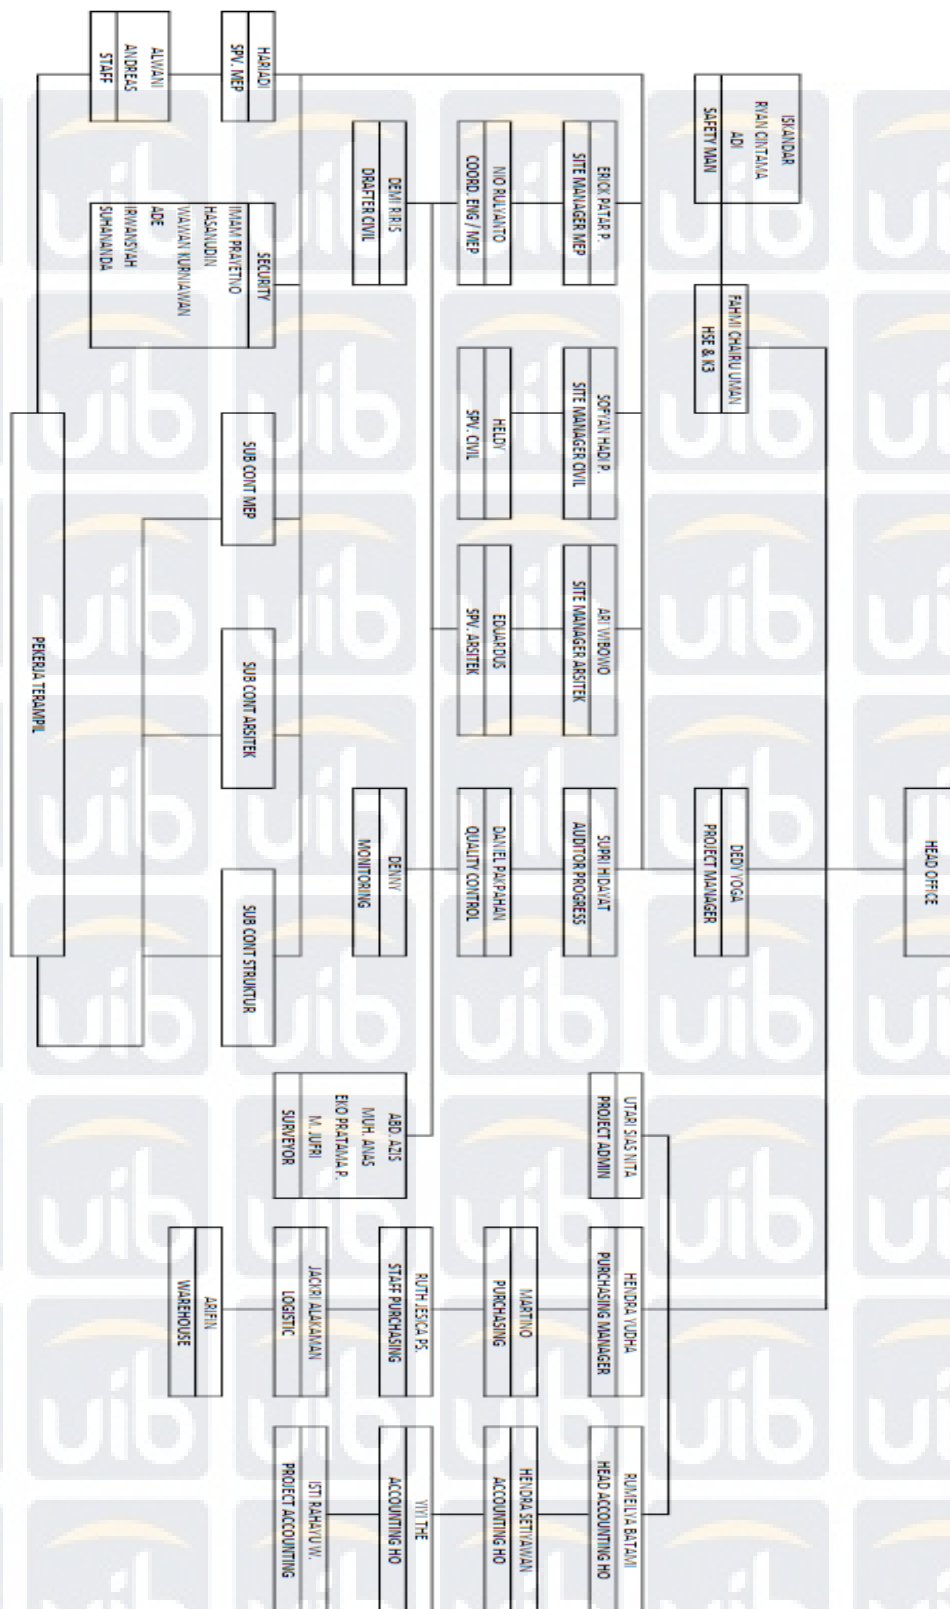 HEAD OFFICE
ISKANDAR
RYAN CINTAMA
ADI
SAFETY MAN
FAHMI CHAIRU UMAN
HSE & K3
DEDY YOGA
PROJECT MANAGER
ERICK PATAR P.
SITE MANAGER MEP
SOFYAN HADI P.
SITE MANAGER CIVIL
ARI WIBOWO
SITE MANAGER ARSITEK
SUPRI HIDAYAT
AUDITOR PROGRESS
UTARI SIAS NITA
PROJECT ADMIN
HENDRA YUDHA
PURCHASING MANAGER
RUMEILYA BATAMI
HEAD ACCOUNTING HO
NIO RULYANTO
COORD. ENG / MEP
HELDY
SPV. CIVIL
EDUARDUS
SPV. ARSITEK
DANIEL PAKPAHAN
QUALITY CONTROL
MARTINO
PURCHASING
HENDRA SETIYAWAN
ACCOUNTING HO
DEMI RIRIS
DRAFTER CIVIL
DENNY
MONITORING
ABD. AZIS
MUH. ANAS
EKO PRATAMA P.
M. JUFRI
SURVEYOR
RUTH JESICA PS.
STAFF PURCHASING
YIYI THE
ACCOUNTING HO
JACKRI ALAKAMAN
LOGISTIC
ISTI RAHAYU W.
PROJECT ACCOUNTING
HARIADI
SPV. MEP
SECURITY
IMAM PRAYETNO
HASANUDIN
WAWAN KURNIAWAN
ADE
IRWANSYAH
SUHANANDA
SUB CONT MEP
SUB CONT ARSITEK
SUB CONT STRUKTUR
ARIFIN
WAREHOUSE
ALWANI
ANDREAS
STAFF
PEKERJA TERAMPIL